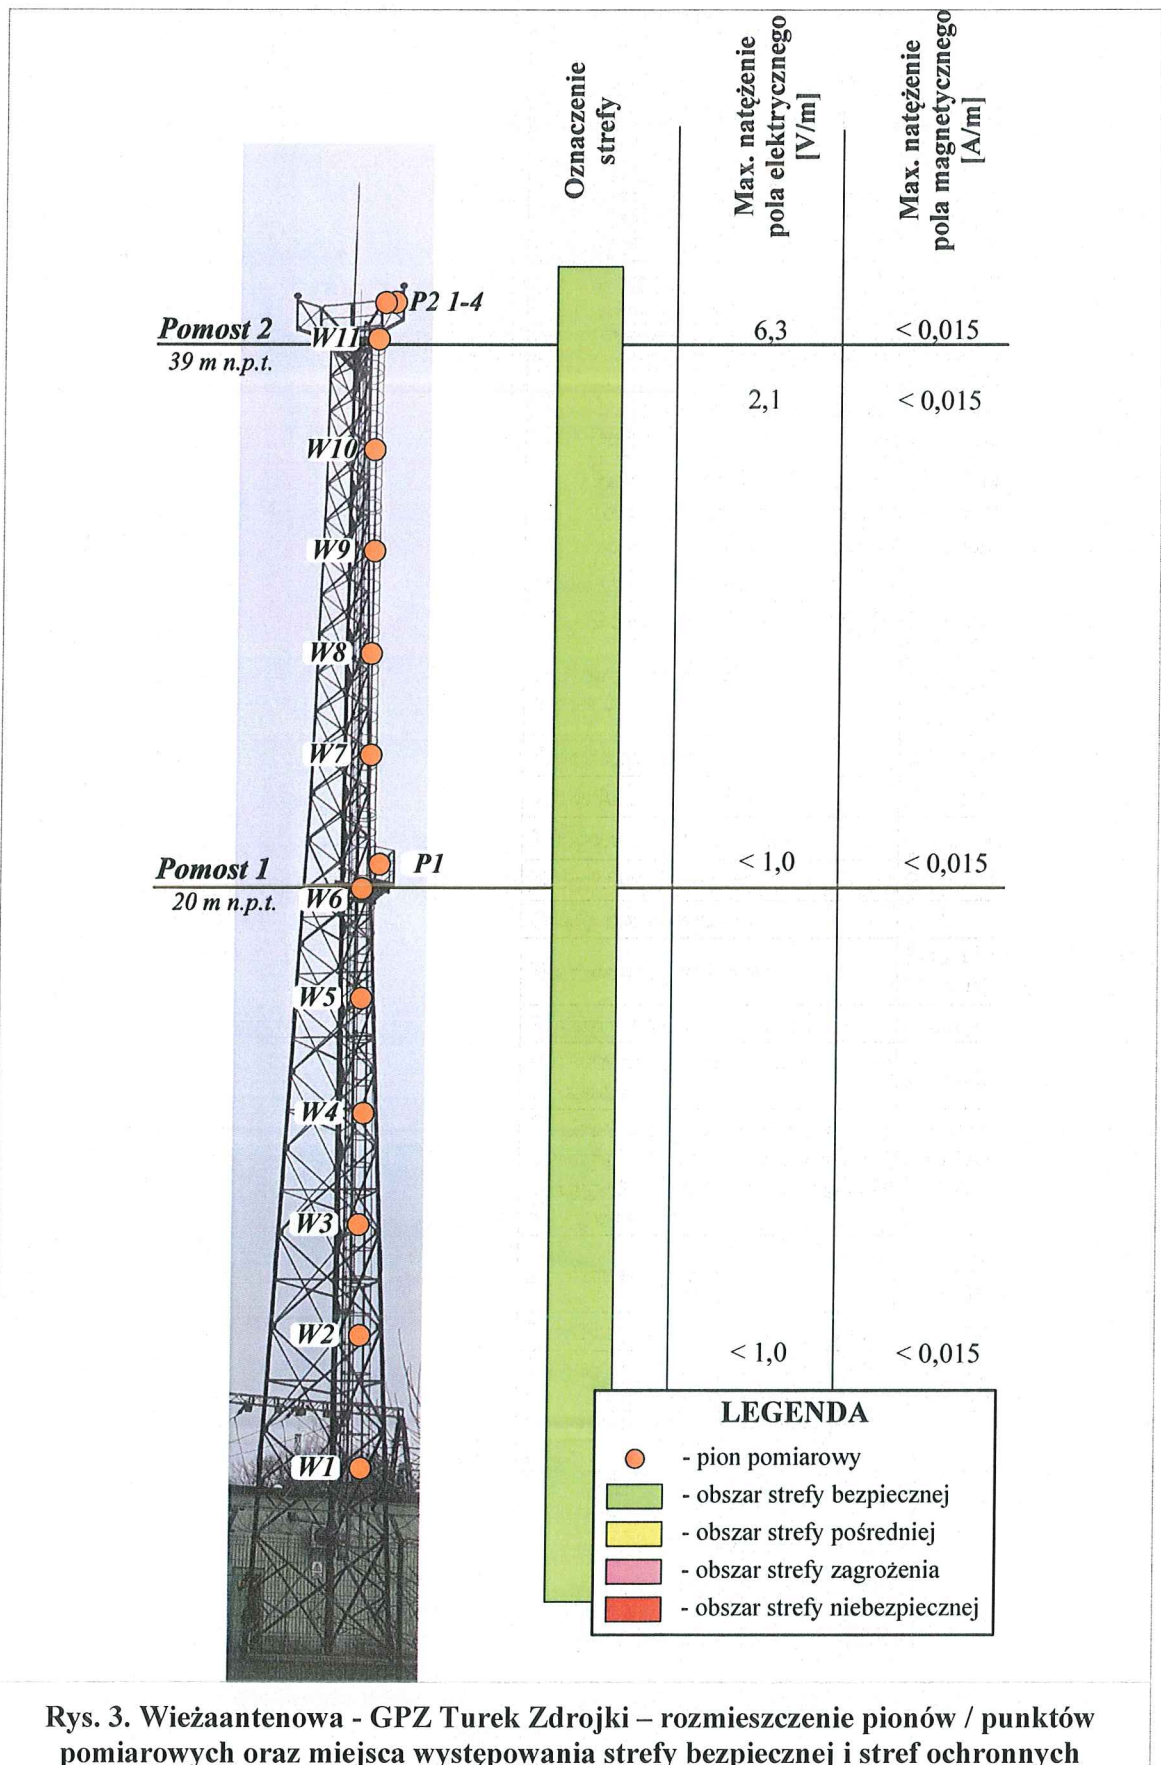 Oznaczenie
strefy
Max. natężenie
pola elektrycznego
[V/m]
Max. natężenie
pola magnetycznego
[A/m]
P2 1-4
Pomost 2
W11
6,3
< 0,015
39 m n.p.t.
2,1
< 0,015
W10
W9
W8
W7
Pomost 1
P1
< 1,0
< 0,015
20 m n.p.t.
W6
W5
W4
W3
W2
< 1,0
< 0,015
W1
LEGENDA
- pion pomiarowy
- obszar strefy bezpiecznej
- obszar strefy pośredniej
- obszar strefy zagrożenia
- obszar strefy niebezpiecznej
Rys. 3. Wieżaantenowa - GPZ Turek Zdrojki – rozmieszczenie pionów / punktów
pomiarowych oraz miejsca występowania strefy bezpiecznej i stref ochronnych